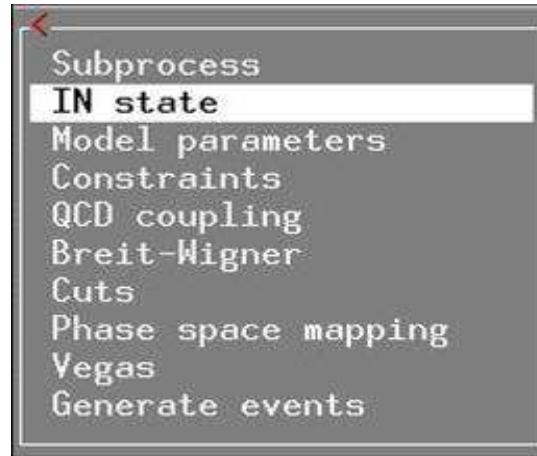 <
Subprocess
IN state
Model parameters
Constraints
QCD coupling
Breit-Wigner
Cuts
Phase space mapping
Vegas
Generate events